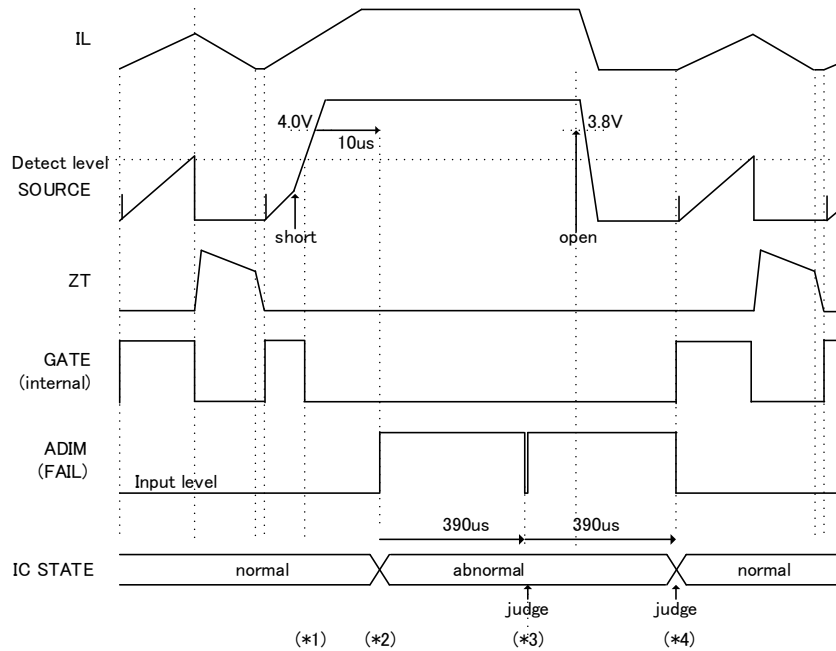 IL
4.0V
3.8V
10us
Detect level
SOURCE
short
open
ZT
GATE
(internal)
ADIM
(FAIL)
Input level
390us
390us
IC STATE
normal
abnormal
normal
judge
judge
(*1)
(*2)
(*3)
(*4)